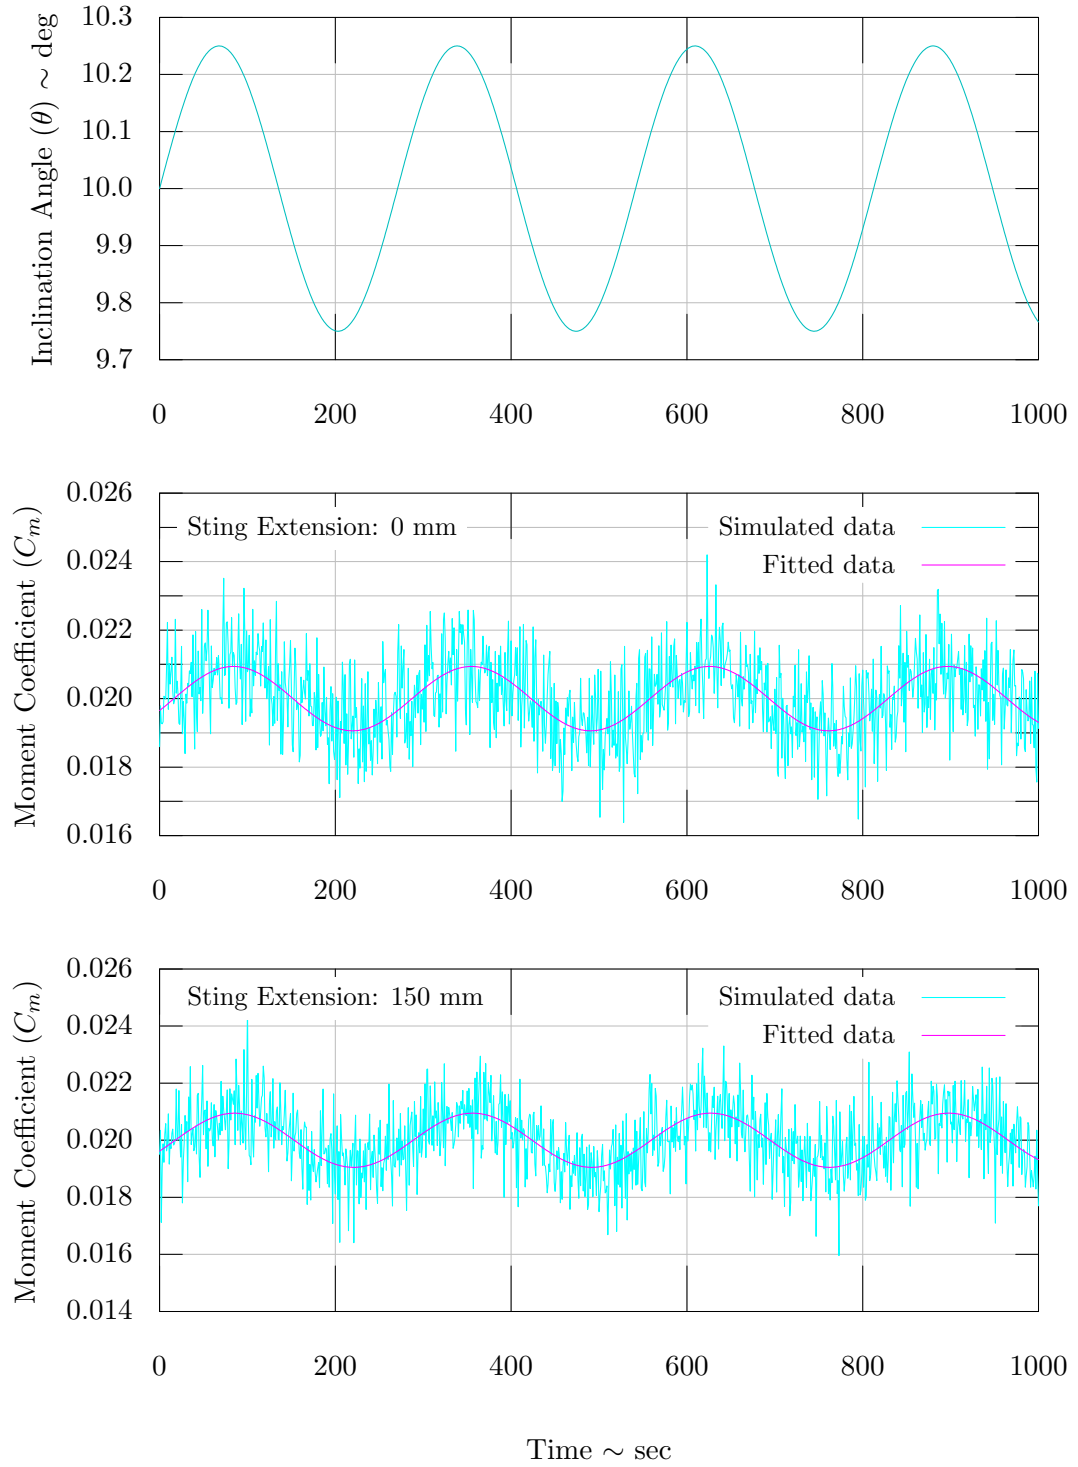 Inclination Angle (θ) ∼ deg
10.3
10.2
10.1
10.0
9.9
9.8
9.7
0 200 400 600 800 1000
Moment Coefficient (Cm)
0.026
0.024
0.022
0.020
0.018
0.016
Sting Extension: 0 mm
Simulated data
Fitted data
0 200 400 600 800 1000
Moment Coefficient (Cm)
0.026
0.024
0.022
0.020
0.018
0.016
0.014
Sting Extension: 150 mm
Simulated data
Fitted data
0 200 400 600 800 1000
Time ∼ sec